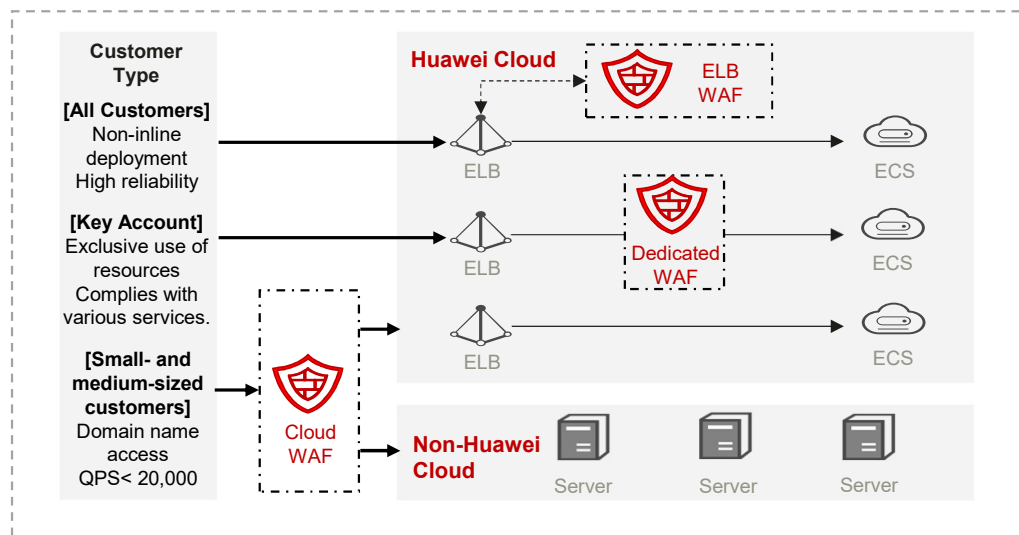 Customer
Type
[All Customers]
Non-inline
deployment
High reliability
[Key Account]
Exclusive use of
resources
Complies with
various services.
[Small- and
medium-sized
customers]
Domain name
access
QPS< 20,000
Cloud
WAF
Huawei Cloud
ELB
WAF
ELB
ECS
ELB
Dedicated
WAF
ECS
ELB
ECS
Non-Huawei
Cloud
Server
Server
Server